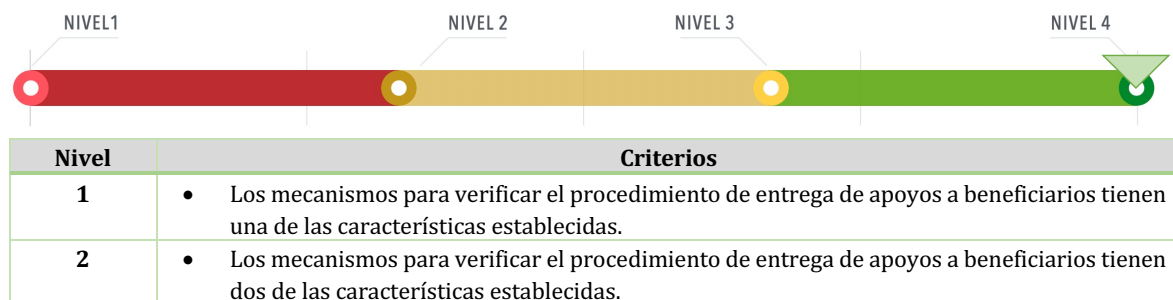 NIVEL1 NIVEL 2 NIVEL 3 NIVEL 4
Nivel Criterios
1 • Los mecanismos para verificar el procedimiento de entrega de apoyos a beneficiarios tienen
una de las características establecidas.
2 • Los mecanismos para verificar el procedimiento de entrega de apoyos a beneficiarios tienen
dos de las características establecidas.